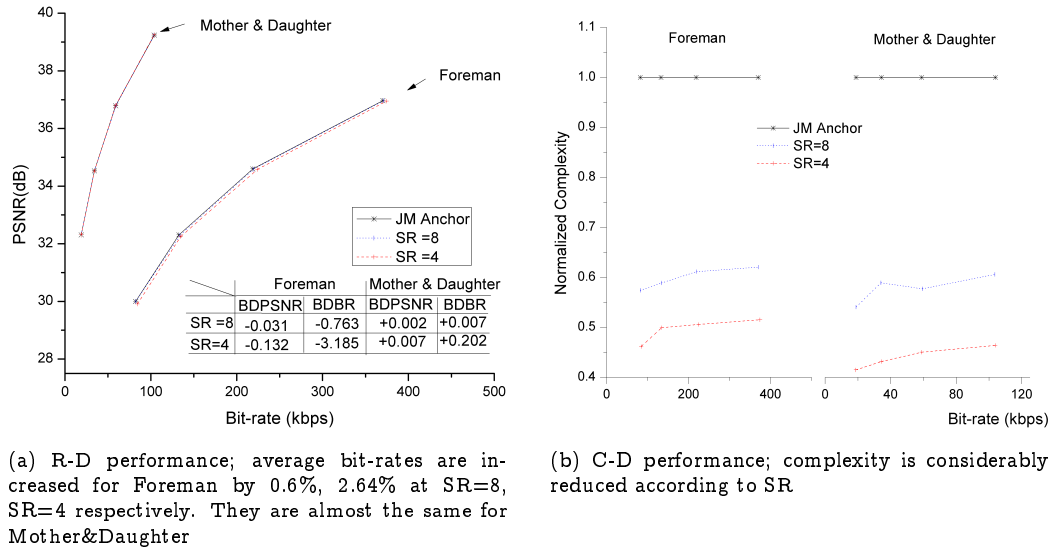 40
38
36
34
32
30
28
PSNR(dB)
Mother & Daughter
Foreman
JM Anchor
SR =8
SR =4
Foreman Mother & Daughter
BDPSNR BDBR BDPSNR BDBR
SR =8 -0.031 -0.763 +0.002 +0.007
SR=4 -0.132 -3.185 +0.007 +0.202
0 100 200 300 400 500
Bit-rate (kbps)
(a) R-D performance; average bit-rates are in-
creased for Foreman by 0.6%, 2.64% at SR=8,
SR=4 respectively. They are almost the same for
Mother&Daughter
1.1
1.0
0.9
0.8
0.7
0.6
0.5
0.4
Normalized Complexity
Foreman
Mother & Daughter
JM Anchor
SR=8
SR=4
0 200 400 0 40 80 120
Bit-rate (kbps)
(b) C-D performance; complexity is considerably
reduced according to SR